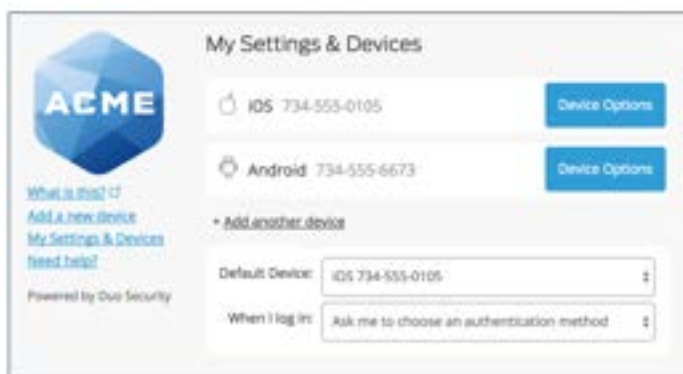 ACME
What is this?
Add a new device
My Settings & Devices
Need help?
Powered by Duo Security
My Settings & Devices
iOS 734-555-0105
Device Options
Android 734-555-6673
Device Options
+ Add another device
Default Device: iOS 734-555-0105
When I log in: Ask me to choose an authentication method